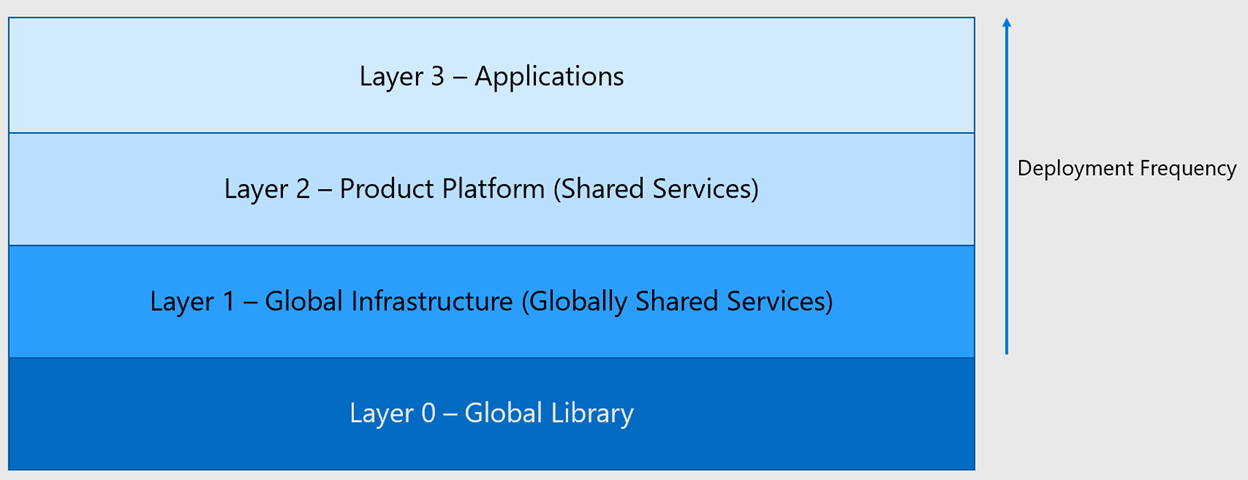 Layer 3 – Applications
Deployment Frequency
Layer 2 – Product Platform (Shared Services)
Layer 1 – Global Infrastructure (Globally Shared Services)
Layer 0 – Global Library